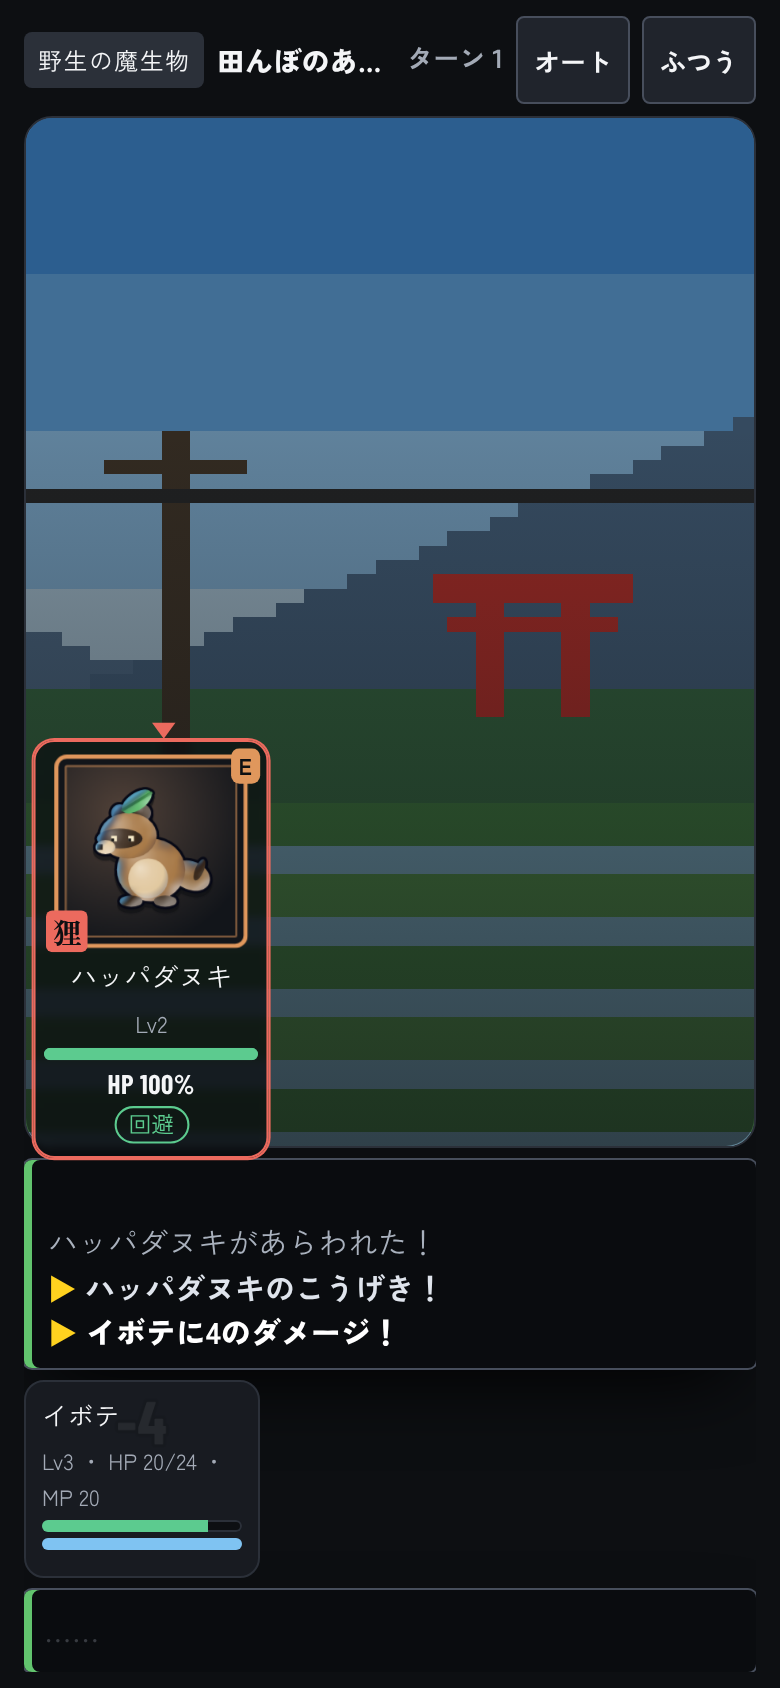 野生の魔生物 田んぼのあ… ターン 1 オート ふつう
E
狸
ハッパダヌキ
Lv2
HP 100%
回避
ハッパダヌキがあらわれた！
▶ ハッパダヌキのこうげき！
▶ イボテに4のダメージ！
イボテ -4
Lv3 ・ HP 20/24 ・
MP 20
……